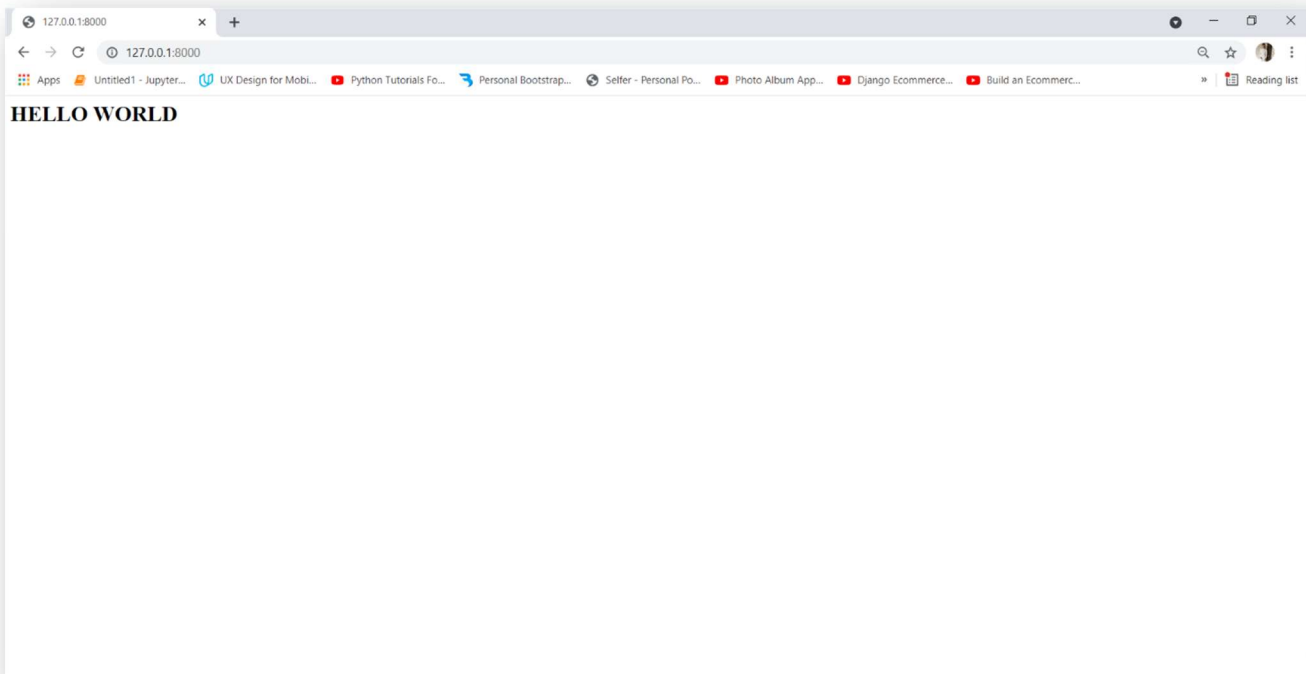 127.0.0.1:8000
127.0.0.1:8000
Apps Untitled1 - Jupyter... UX Design for Mobi... Python Tutorials Fo... Personal Bootstrap... Selfer - Personal Po... Photo Album App... Django Ecommerce... Build an Ecommerc... » Reading list
HELLO WORLD